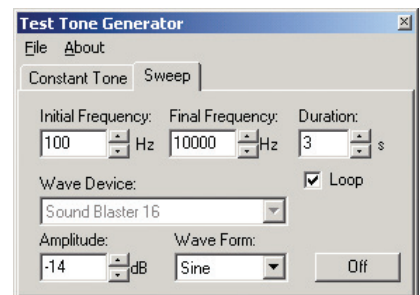 Test Tone Generator
File About
Constant Tone Sweep
Initial Frequency: Final Frequency: Duration:
100 Hz 10000 Hz 3 s
Wave Device: Loop
Sound Blaster 16
Amplitude: Wave Form:
-14 dB Sine Off